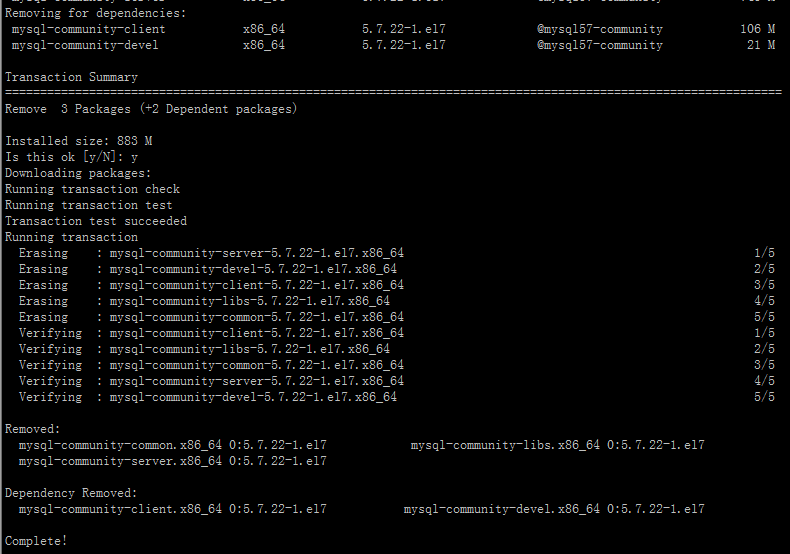 Removing for dependencies:
mysql-community-client x86_64 5.7.22-1.el7 @mysql57-community 106 M
mysql-community-devel x86_64 5.7.22-1.el7 @mysql57-community 21 M
Transaction Summary
================================================================================
Remove  3 Packages (+2 Dependent packages)
Installed size: 883 M
Is this ok [y/N]: y
Downloading packages:
Running transaction check
Running transaction test
Transaction test succeeded
Running transaction
Erasing    : mysql-community-server-5.7.22-1.el7.x86_64 1/5
Erasing    : mysql-community-devel-5.7.22-1.el7.x86_64 2/5
Erasing    : mysql-community-client-5.7.22-1.el7.x86_64 3/5
Erasing    : mysql-community-libs-5.7.22-1.el7.x86_64 4/5
Erasing    : mysql-community-common-5.7.22-1.el7.x86_64 5/5
Verifying  : mysql-community-client-5.7.22-1.el7.x86_64 1/5
Verifying  : mysql-community-libs-5.7.22-1.el7.x86_64 2/5
Verifying  : mysql-community-common-5.7.22-1.el7.x86_64 3/5
Verifying  : mysql-community-server-5.7.22-1.el7.x86_64 4/5
Verifying  : mysql-community-devel-5.7.22-1.el7.x86_64 5/5
Removed:
mysql-community-common.x86_64 0:5.7.22-1.el7 mysql-community-libs.x86_64 0:5.7.22-1.el7
mysql-community-server.x86_64 0:5.7.22-1.el7
Dependency Removed:
mysql-community-client.x86_64 0:5.7.22-1.el7 mysql-community-devel.x86_64 0:5.7.22-1.el7
Complete!